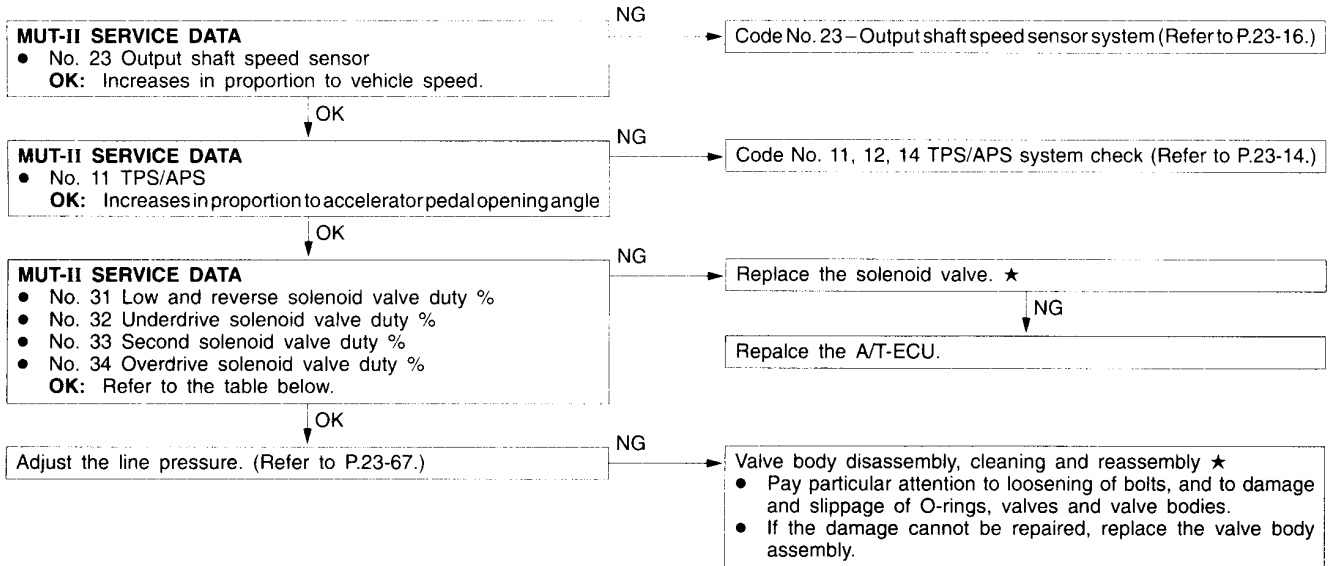 NG
MUT-II SERVICE DATA
● No. 23 Output shaft speed sensor
OK: Increases in proportion to vehicle speed.
Code No. 23–Output shaft speed sensor system (Refer to P.23-16.)
OK
NG
MUT-II SERVICE DATA
● No. 11 TPS/APS
OK: Increases in proportion to accelerator pedal opening angle
Code No. 11, 12, 14 TPS/APS system check (Refer to P.23-14.)
OK
NG
MUT-II SERVICE DATA
● No. 31 Low and reverse solenoid valve duty %
● No. 32 Underdrive solenoid valve duty %
● No. 33 Second solenoid valve duty %
● No. 34 Overdrive solenoid valve duty %
OK: Refer to the table below.
Replace the solenoid valve. ★
NG
Repalce the A/T-ECU.
OK
NG
Adjust the line pressure. (Refer to P.23-67.)
Valve body disassembly, cleaning and reassembly ★
● Pay particular attention to loosening of bolts, and to damage
and slippage of O-rings, valves and valve bodies.
● If the damage cannot be repaired, replace the valve body
assembly.